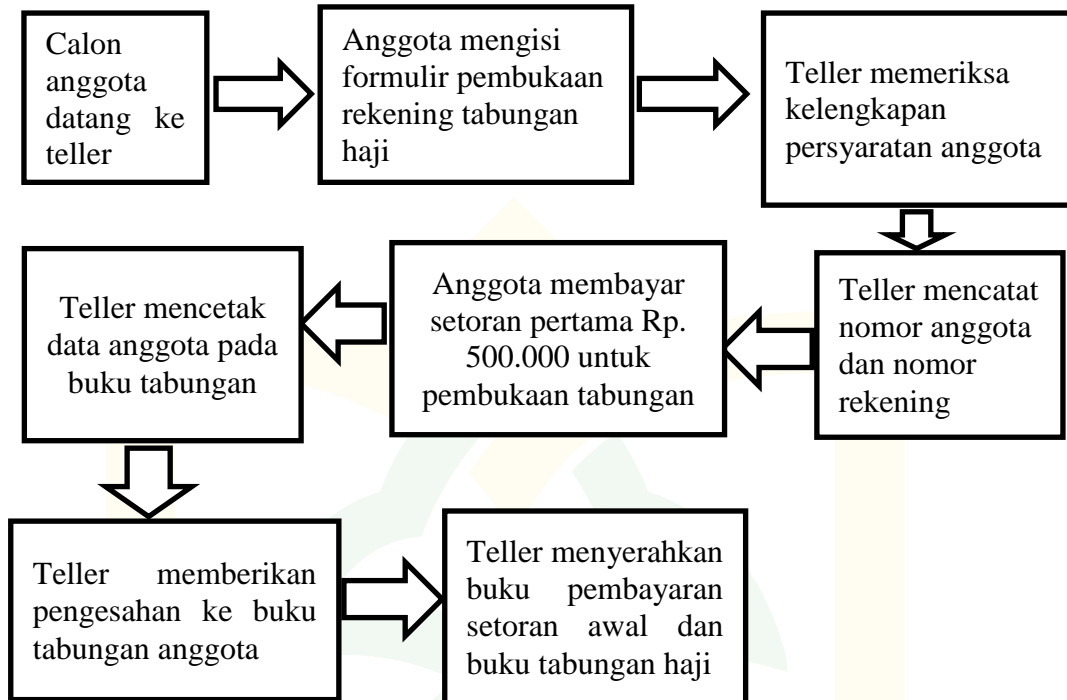 Calon
anggota
datang ke
teller
Anggota mengisi
formulir pembukaan
rekening tabungan
haji
Teller memeriksa
kelengkapan
persyaratan anggota
Teller mencatat
nomor anggota
dan nomor
rekening
Anggota membayar
setoran pertama Rp.
500.000 untuk
pembukaan tabungan
Teller mencetak
data anggota pada
buku tabungan
Teller memberikan
pengesahan ke buku
tabungan anggota
Teller menyerahkan
buku pembayaran
setoran awal dan
buku tabungan haji